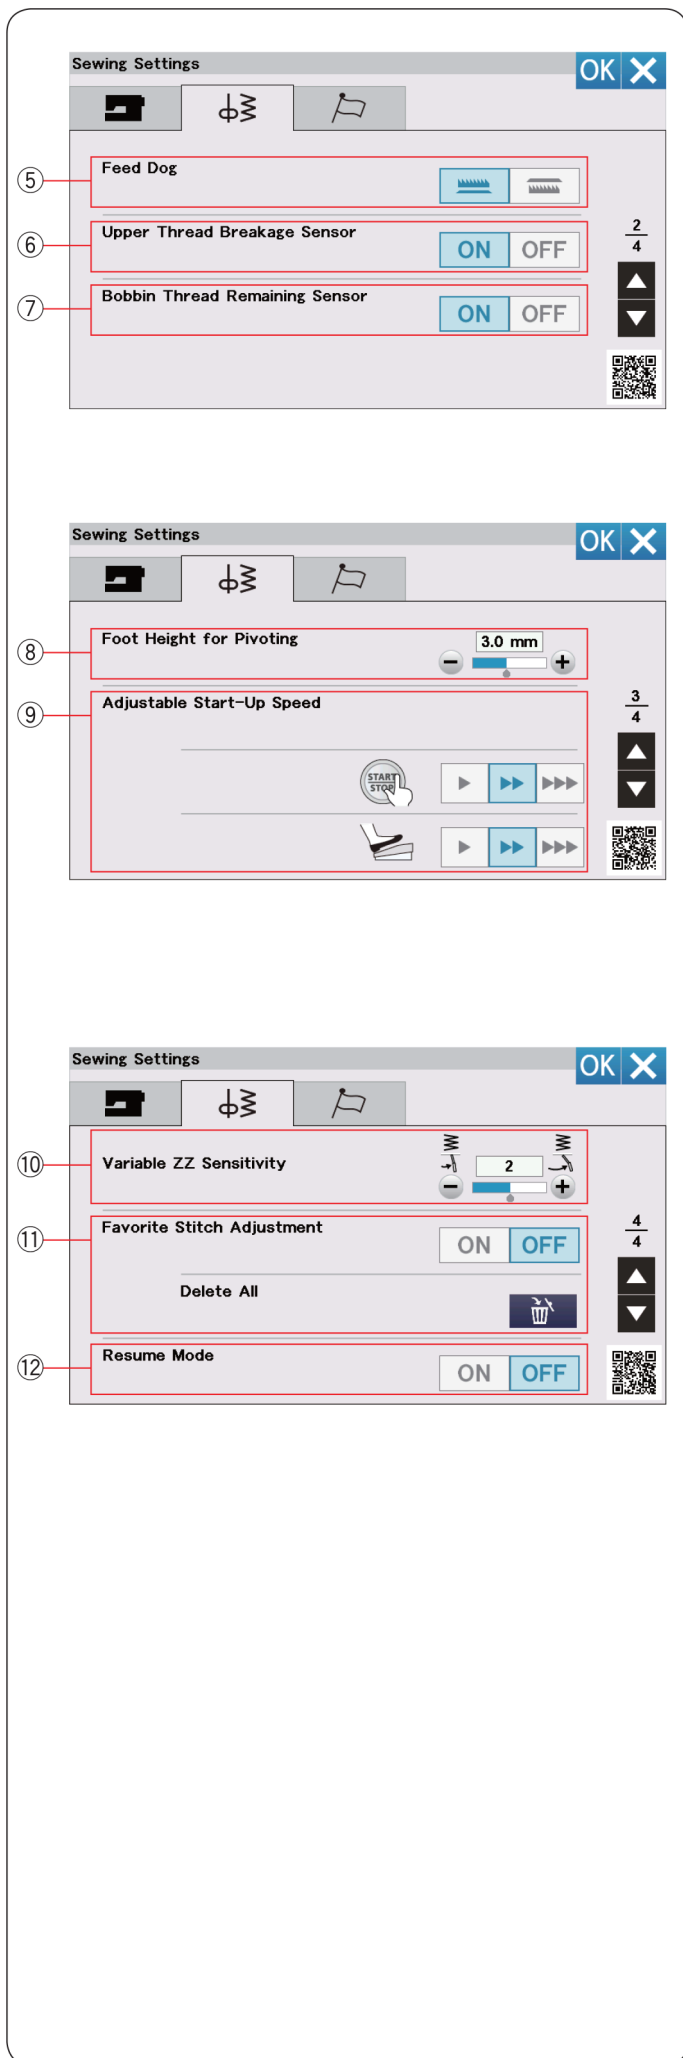 Sewing Settings
OK
⑤ Feed Dog
⑥ Upper Thread Breakage Sensor
ON OFF
⑦ Bobbin Thread Remaining Sensor
ON OFF
2
4
Sewing Settings
OK
⑧ Foot Height for Pivoting
3.0 mm
⑨ Adjustable Start-Up Speed
START
STOP
3
4
Sewing Settings
OK
⑩ Variable ZZ Sensitivity
2
⑪ Favorite Stitch Adjustment
ON OFF
Delete All
4
4
⑫ Resume Mode
ON OFF